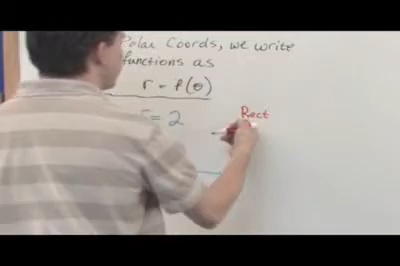 Polar Coords, we write
functions as
r = f(θ)
r = 2
Rect